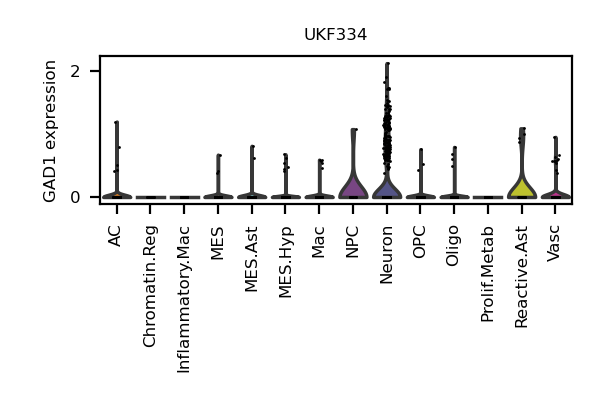 UKF334
GAD1 expression
2
0
AC
Chromatin.Reg
Inflammatory.Mac
MES
MES.Ast
MES.Hyp
Mac
NPC
Neuron
OPC
Oligo
Prolif.Metab
Reactive.Ast
Vasc